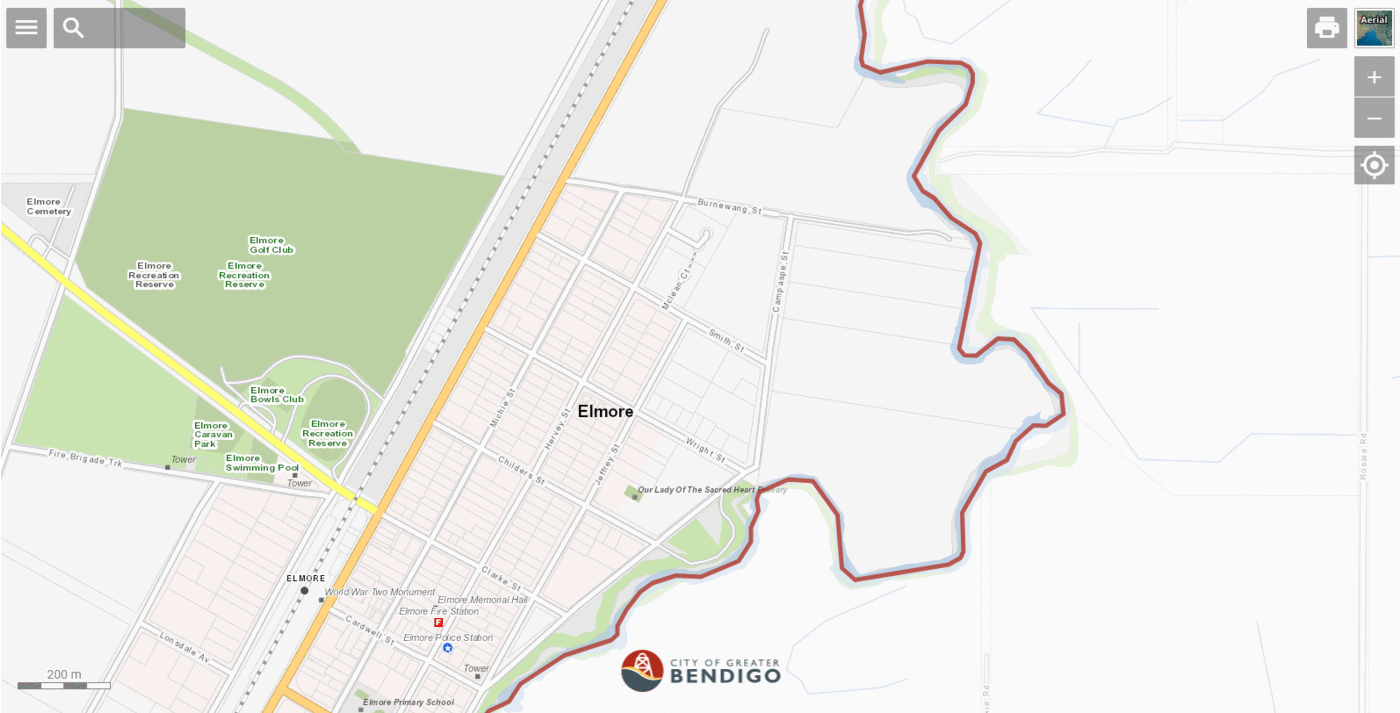 Aerial
Burnewang St
Elmore
Cemetery
Elmore
Golf Club
Elmore
Recreation
Reserve
Elmore
Recreation
Reserve
Mclean Ct
Campaspe St
Smith St
Elmore
Bowls Club
Michie St
Hervey St
Elmore
Elmore
Caravan
Park
Elmore
Recreation
Reserve
Jeffrey St
Wright St
Roswa Rd
Fire Brigade Trk
Tower
Elmore
Swimming Pool
Tower
Childers St
Our Lady Of The Sacred Heart Primary
ELMORE
World War Two Monument
Clarke St
Elmore Memorial Hall
Elmore Fire Station
F
Cardwell St
Elmore Police Station
Lonsdale Av
Tower
CITY OF GREATER
BENDIGO
200 m
Elmore Primary School